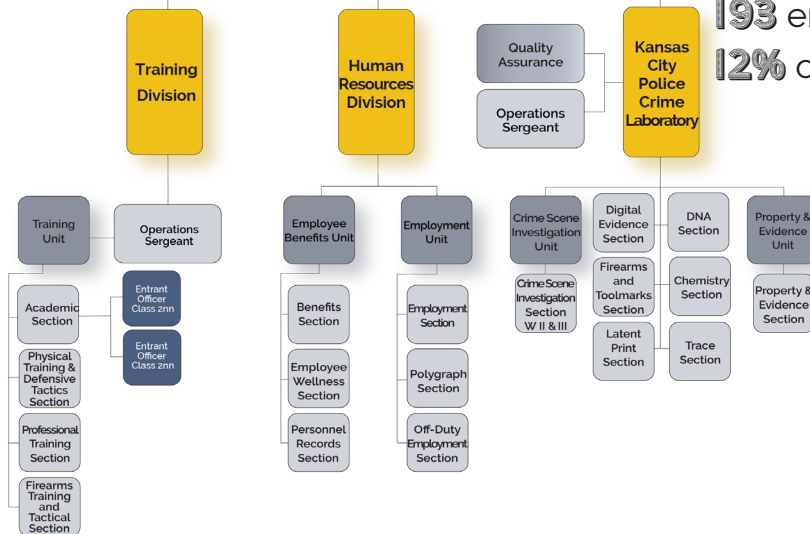 193
12%
Training
Division
Human
Resources
Division
Quality
Assurance
Operations
Sergeant
Kansas
City
Police
Crime
Laboratory
Training
Unit
Operations
Sergeant
Employee
Benefits Unit
Employment
Unit
Crime Scene
Investigation
Unit
Digital
Evidence
Section
DNA
Section
Property &
Evidence
Unit
Academic
Section
Entrant
Officer
Class 2nn
Entrant
Officer
Class 2nn
Physical
Training &
Defensive
Tactics
Section
Professional
Training
Section
Firearms
Training
and
Tactical
Section
Benefits
Section
Employee
Wellness
Section
Personnel
Records
Section
Employment
Section
Polygraph
Section
Off-Duty
Employment
Section
Crime Scene
Investigation
Section
W II & III
Firearms
and
Toolmarks
Section
Chemistry
Section
Latent
Print
Section
Trace
Section
Property &
Evidence
Section